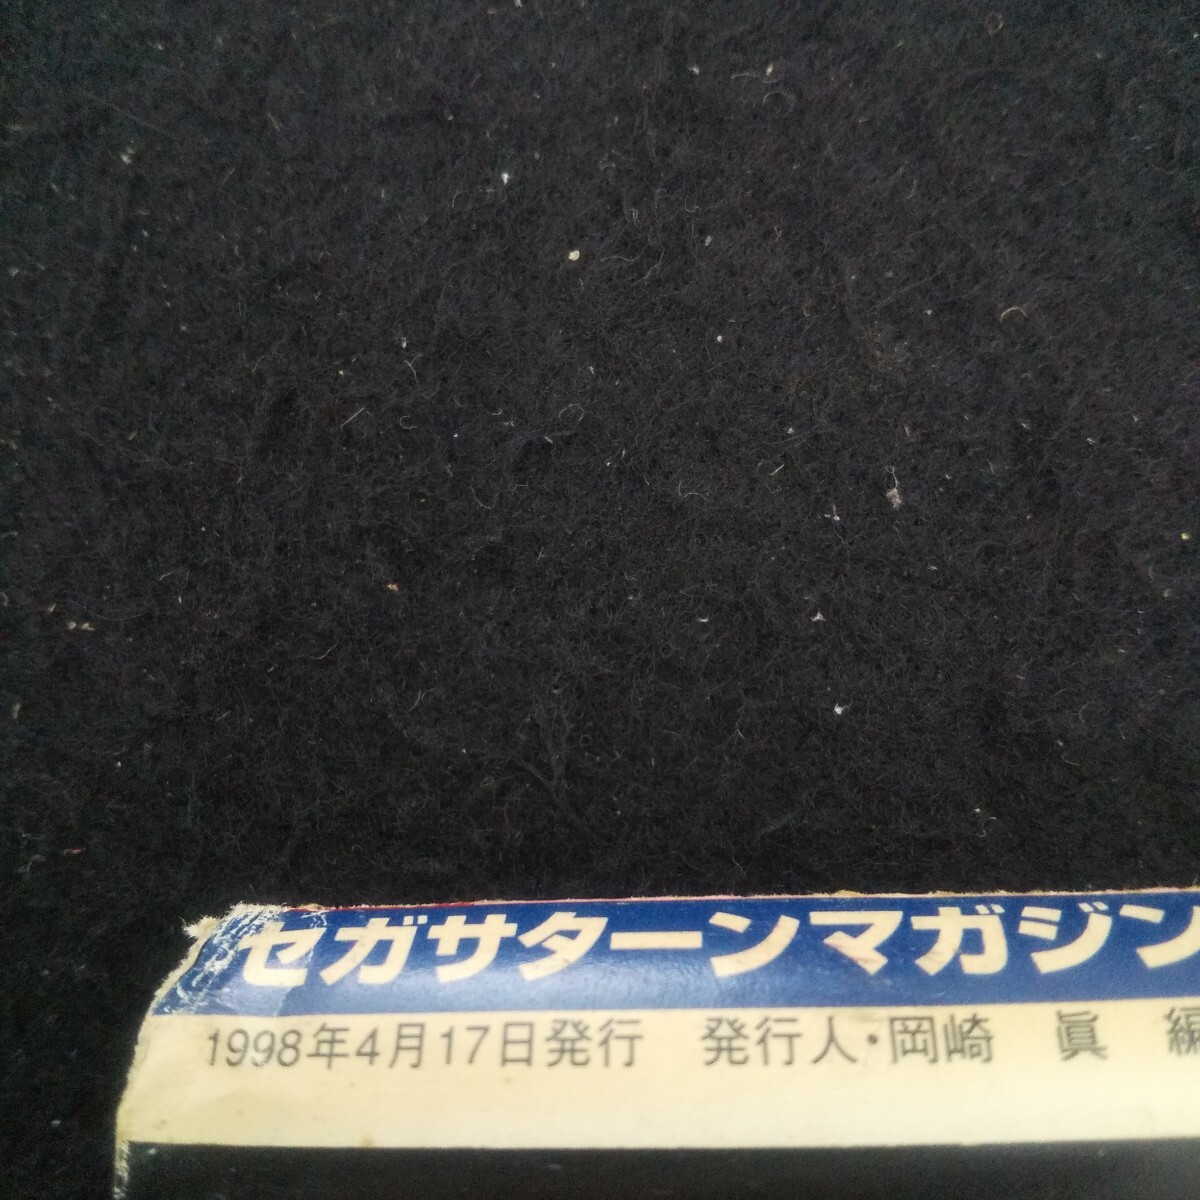 セガサターンマガジン
1998年4月17日発行　発行人・岡崎　眞　編